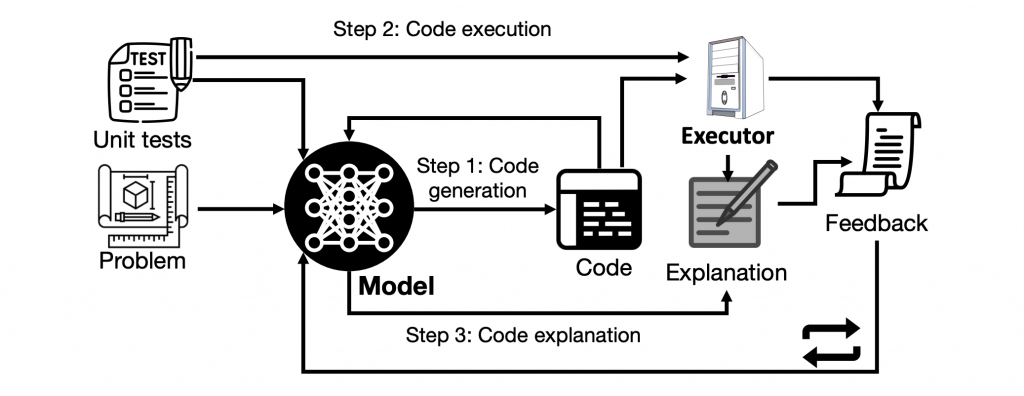 Step 2: Code execution
TEST
Unit tests
Executor
Step 1: Code
generation
Problem
Model
Code
Explanation
Feedback
Step 3: Code explanation